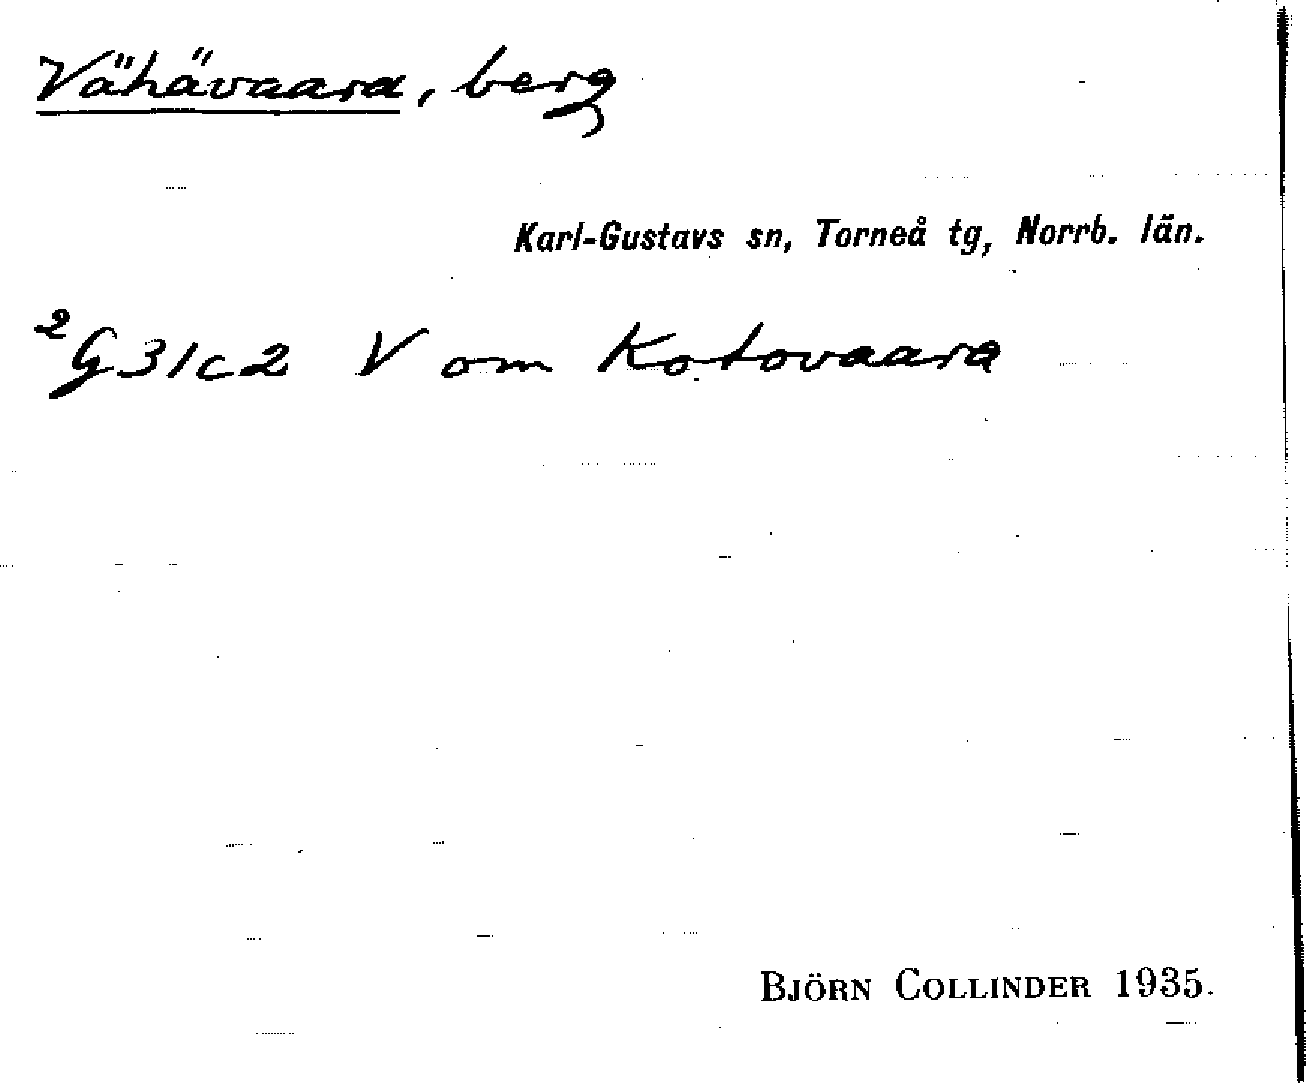 Vähävaara, berg
Karl-Gustavs sn, Torneå tg, Norrb. län.
²G31c2 V om Kotovaara
BJÖRN COLLINDER 1935.